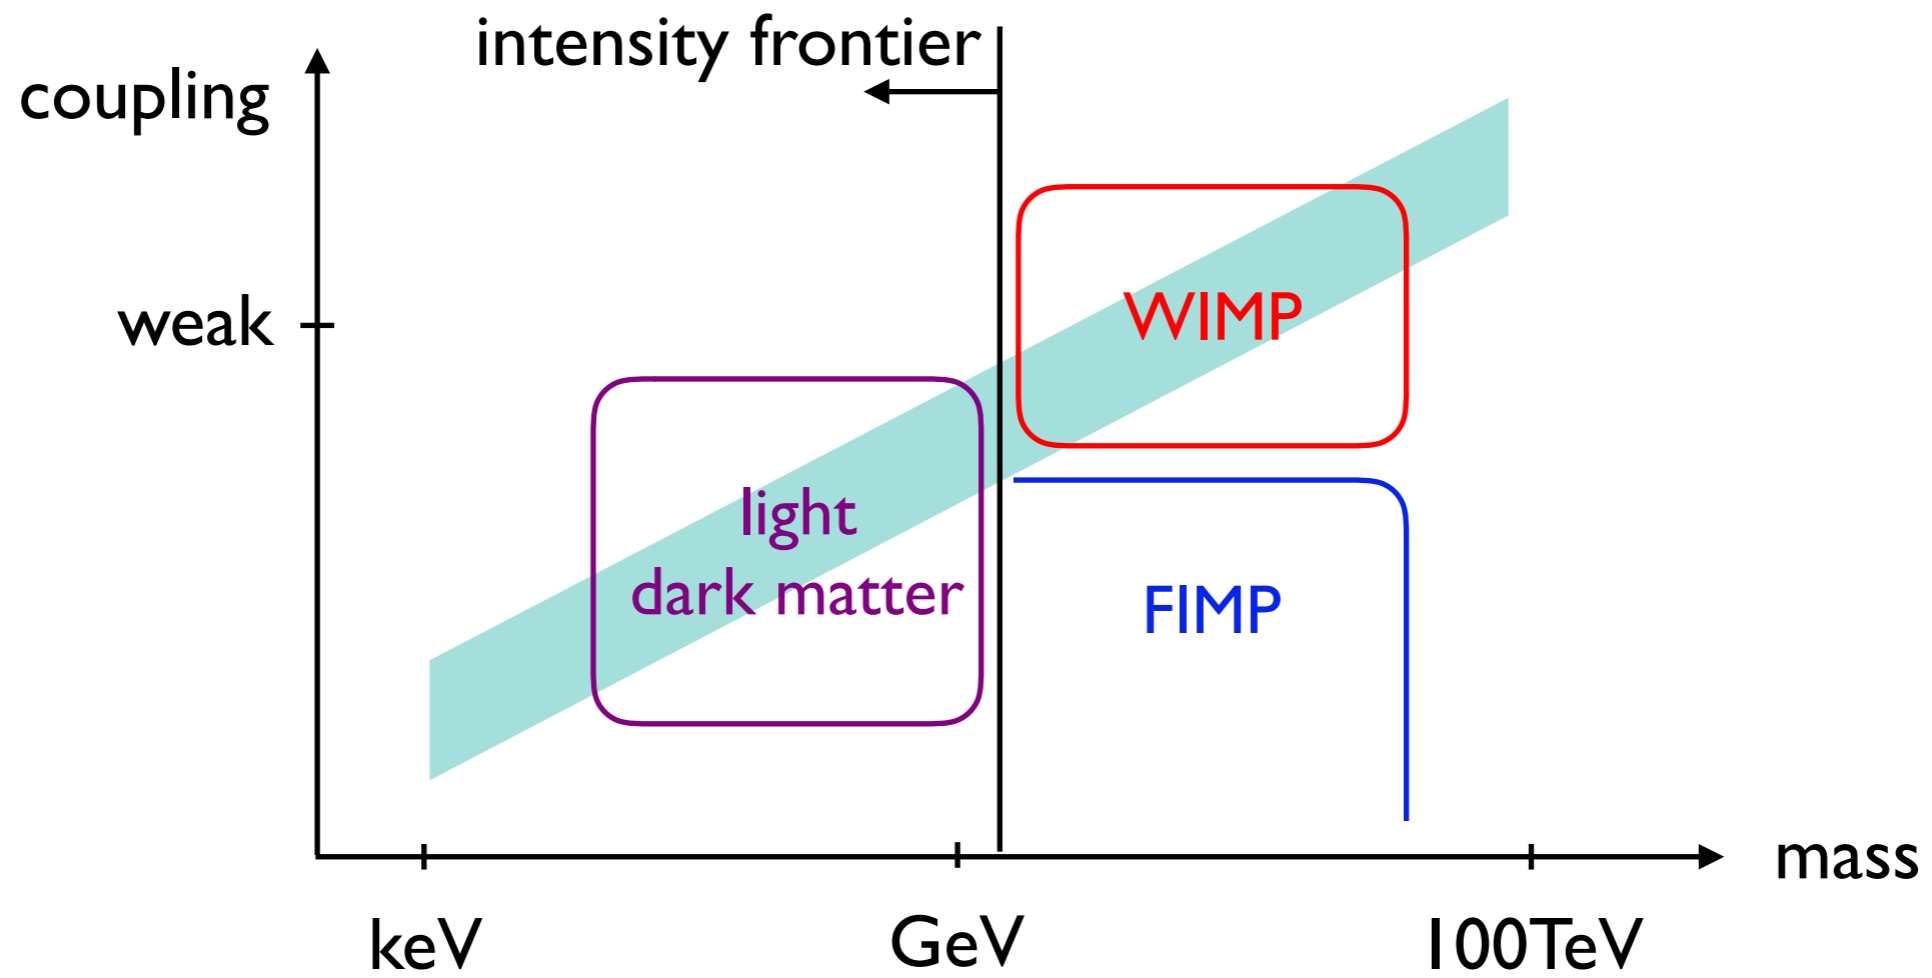 intensity frontier
coupling
weak
WIMP
light
dark matter
FIMP
mass
keV
GeV
100TeV